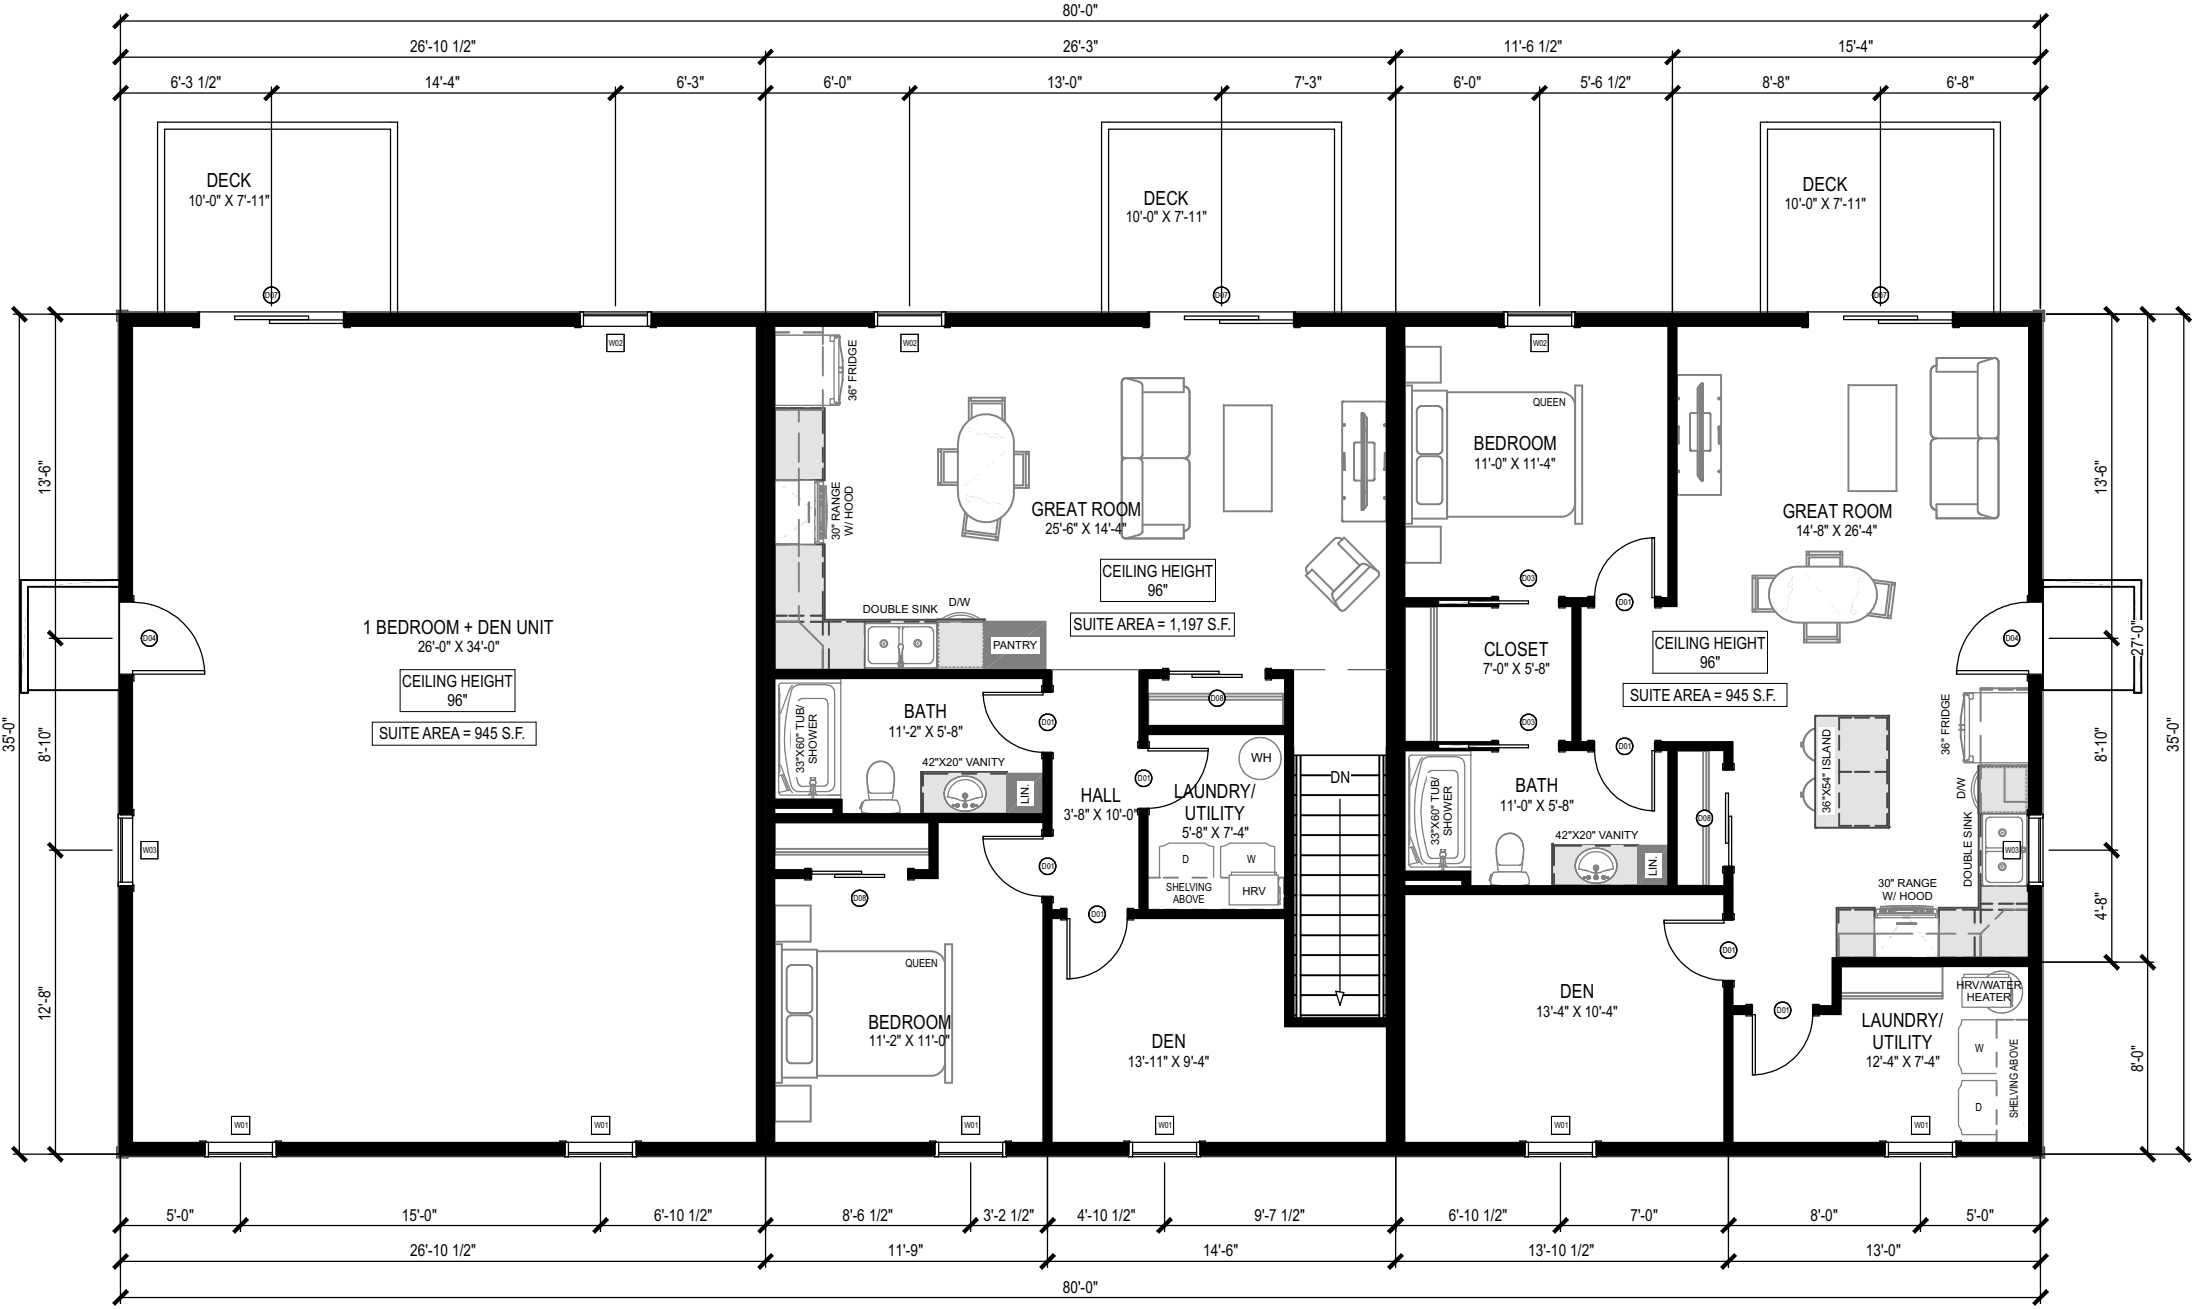 80'-0"
26'-10 1/2"
26'-3"
11'-6 1/2"
15'-4"
6'-3 1/2"
14'-4"
6'-3"
6'-0"
13'-0"
7'-3"
6'-0"
5'-6 1/2"
8'-8"
6'-8"
DECK
10'-0" X 7'-11"
DECK
10'-0" X 7'-11"
DECK
10'-0" X 7'-11"
D07
D07
D07
W02
W02
W02
35'-0"
13'-6"
8'-10"
12'-8"
D04
W03
1 BEDROOM + DEN UNIT
26'-0" X 34'-0"
CEILING HEIGHT
96"
SUITE AREA = 945 S.F.
W01
W01
36" FRIDGE
30" RANGE
W/ HOOD
GREAT ROOM
25'-6" X 14'-4"
CEILING HEIGHT
96"
SUITE AREA = 1,197 S.F.
DOUBLE SINK
D/W
PANTRY
33"X60" TUB/
SHOWER
BATH
11'-2" X 5'-8"
42"X20" VANITY
LIN.
D01
D08
D01
WH
HALL
3'-8" X 10'-0"
LAUNDRY/
UTILITY
5'-8" X 7'-4"
D
W
SHELVING
ABOVE
HRV
DN
D01
D08
D01
QUEEN
BEDROOM
11'-2" X 11'-0"
DEN
13'-11" X 9'-4"
W01
W01
QUEEN
BEDROOM
11'-0" X 11'-4"
D03
D01
CLOSET
7'-0" X 5'-8"
D03
D01
33"X60" TUB/
SHOWER
BATH
11'-0" X 5'-8"
42"X20" VANITY
LIN.
D08
GREAT ROOM
14'-8" X 26'-4"
CEILING HEIGHT
96"
SUITE AREA = 945 S.F.
D04
36" FRIDGE
36"X54" ISLAND
D/W
DOUBLE SINK
W03
30" RANGE
W/ HOOD
D01
DEN
13'-4" X 10'-4"
D01
HRV/WATER
HEATER
LAUNDRY/
UTILITY
12'-4" X 7'-4"
W
D
SHELVING ABOVE
W01
W01
13'-6"
27'-0"
8'-10"
35'-0"
4'-8"
8'-0"
5'-0"
15'-0"
6'-10 1/2"
8'-6 1/2"
3'-2 1/2"
4'-10 1/2"
9'-7 1/2"
6'-10 1/2"
7'-0"
8'-0"
5'-0"
26'-10 1/2"
11'-9"
14'-6"
13'-10 1/2"
13'-0"
80'-0"